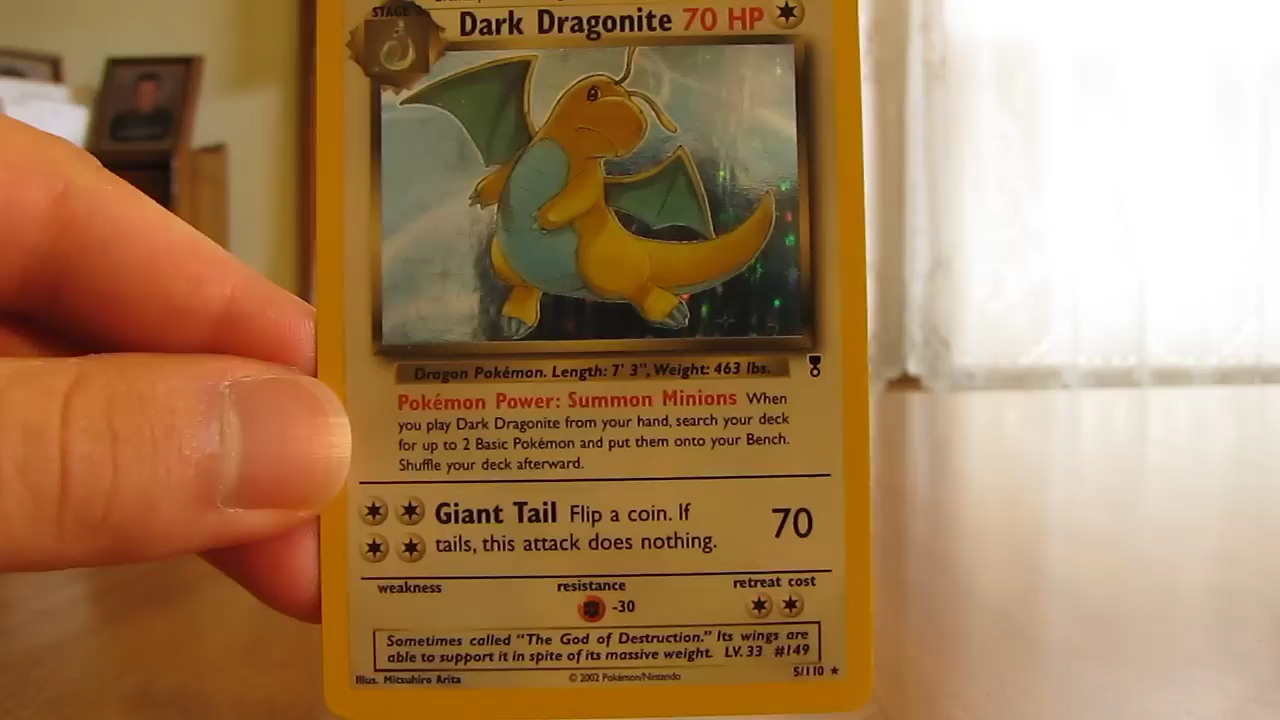 STAGE
Dark Dragonite 70 HP
Dragon Pokémon. Length: 7' 3", Weight: 463 lbs.
Pokémon Power: Summon Minions When
you play Dark Dragonite from your hand, search your deck
for up to 2 Basic Pokémon and put them onto your Bench.
Shuffle your deck afterward.
Giant Tail Flip a coin. If
tails, this attack does nothing.
70
weakness resistance retreat cost
-30
Sometimes called "The God of Destruction." Its wings are
able to support it in spite of its massive weight. LV. 33 #149
Illus. Mitsuhiro Arita © 2002 Pokémon/Nintendo 5/110